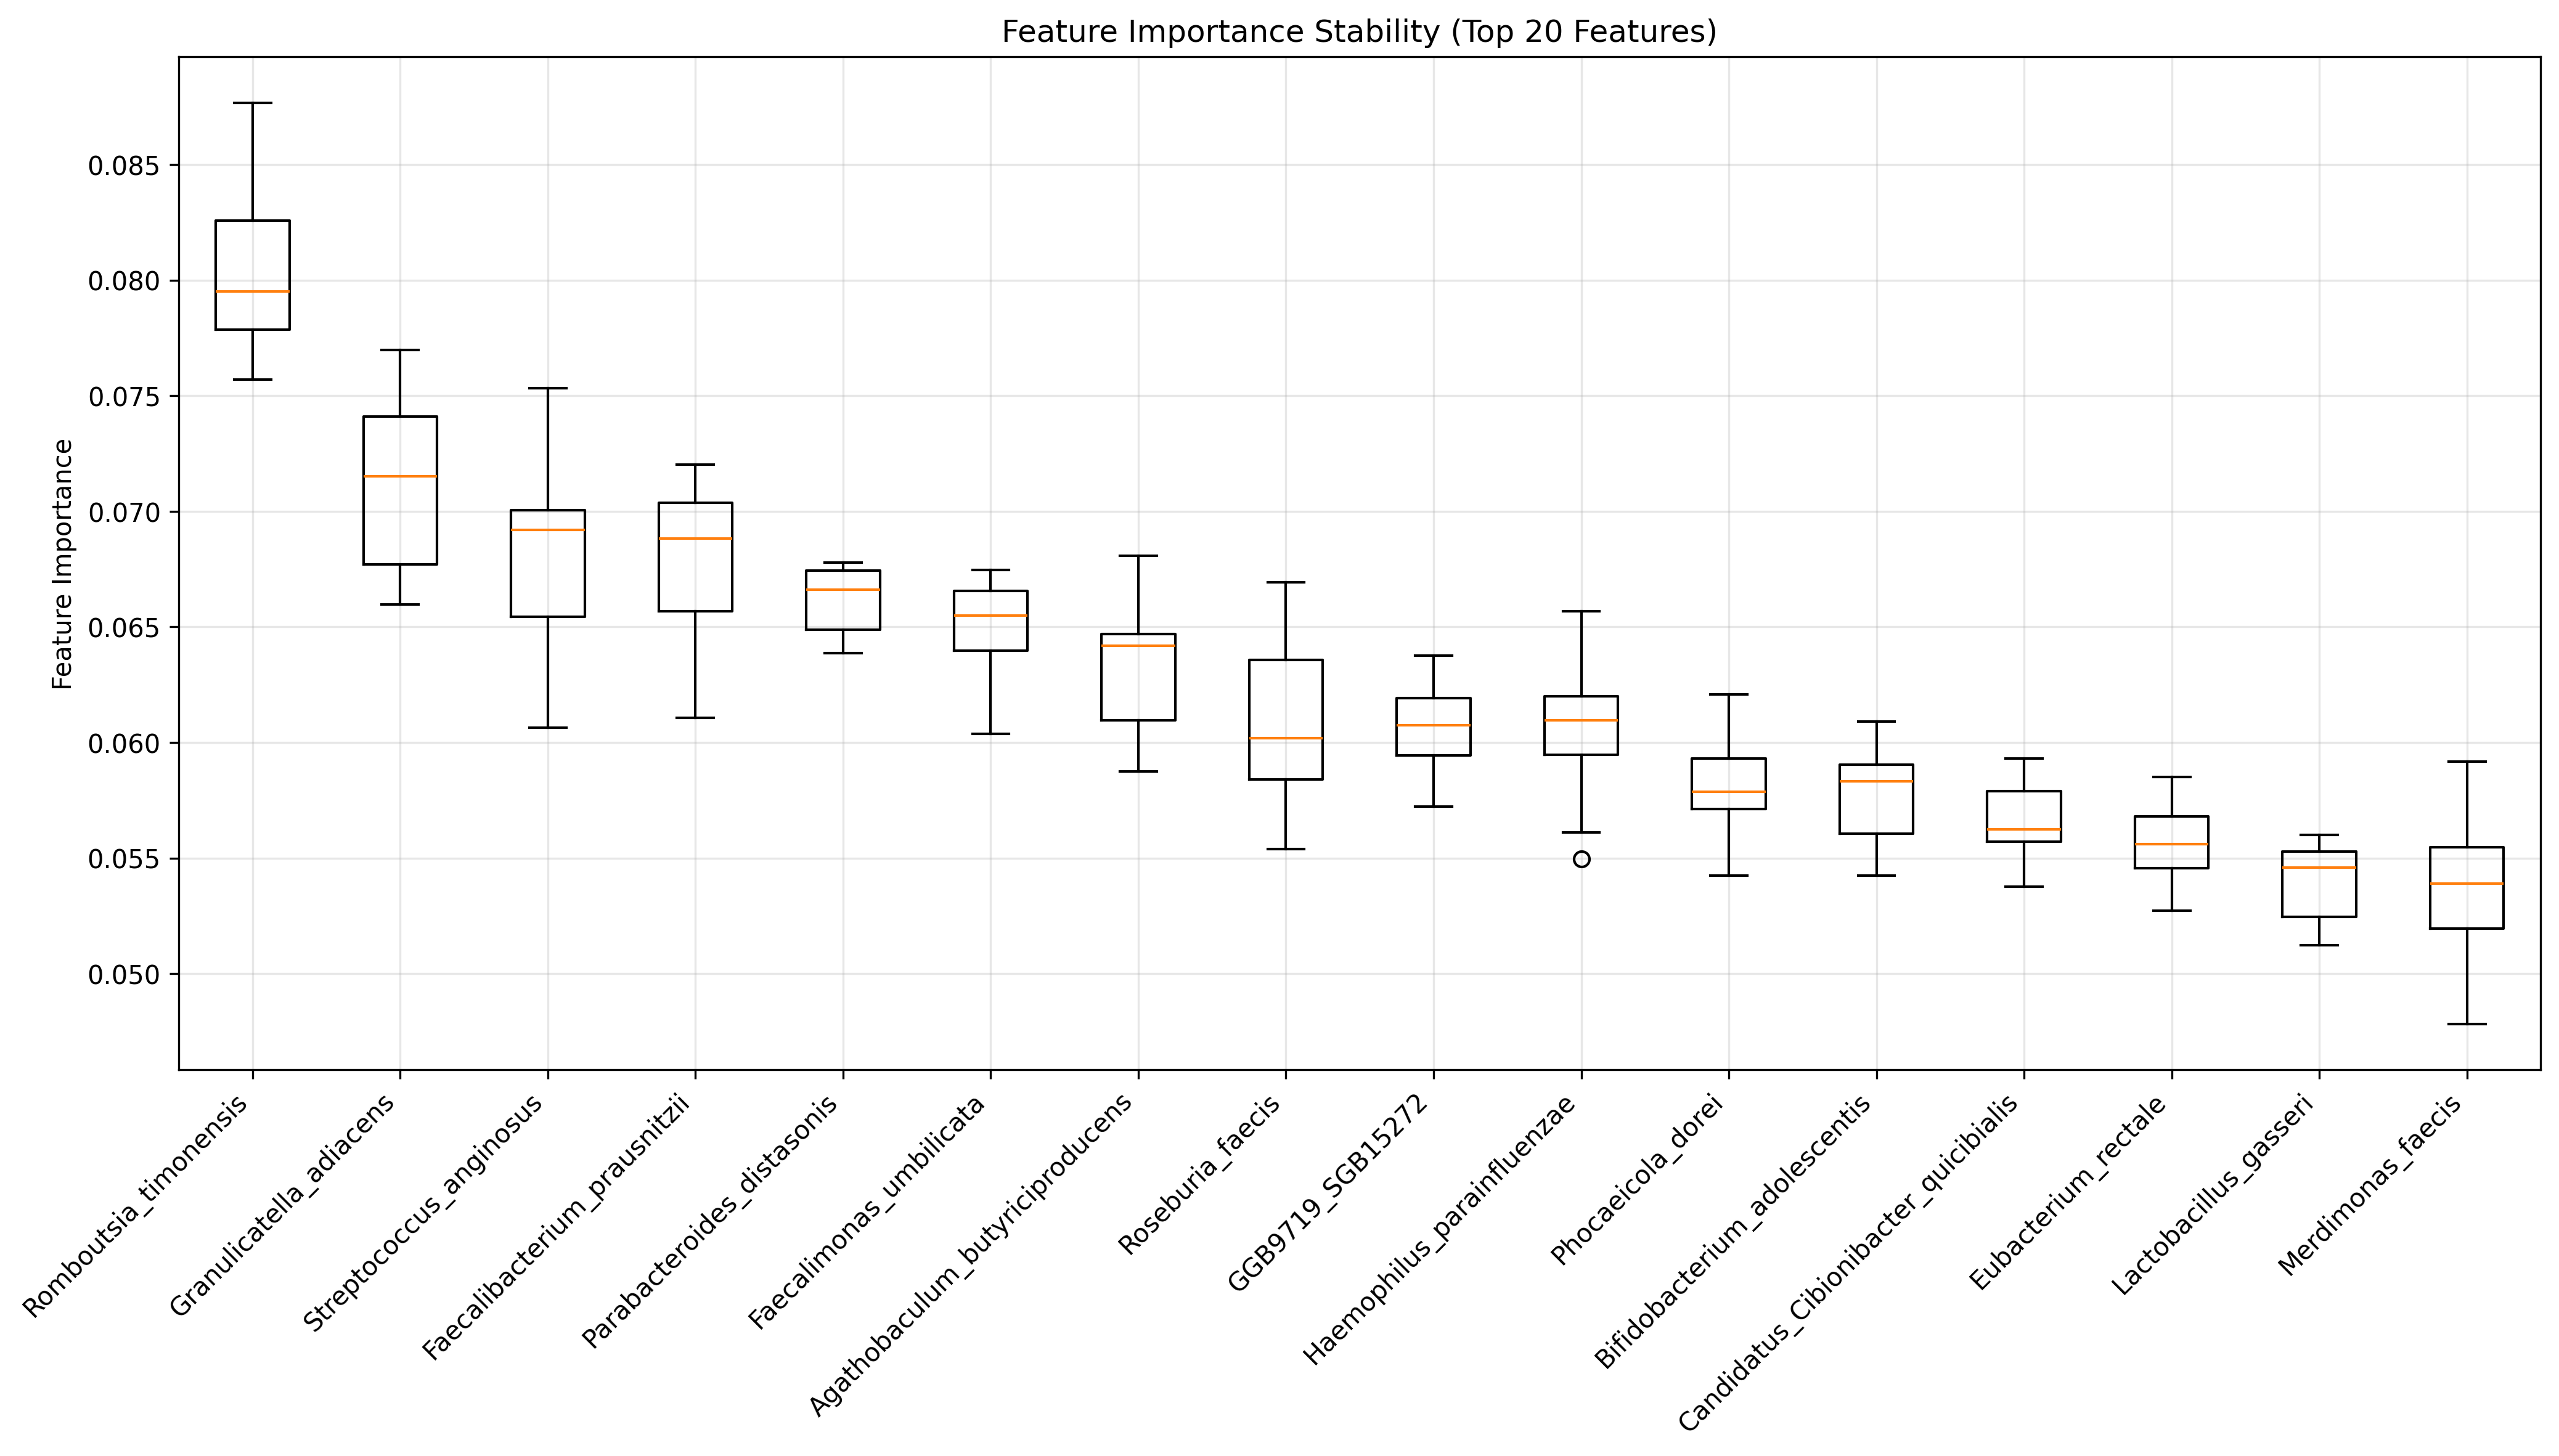 Feature Importance Stability (Top 20 Features)
Feature Importance
0.085
0.080
0.075
0.070
0.065
0.060
0.055
0.050
Romboutsia_timonensis
Granulicatella_adiacens
Streptococcus_anginosus
Faecalibacterium_prausnitzii
Parabacteroides_distasonis
Faecalimonas_umbilicata
Agathobaculum_butyriciproducens
Roseburia_faecis
GGB9719_SGB15272
Haemophilus_parainfluenzae
Phocaeicola_dorei
Bifidobacterium_adolescentis
Candidatus_Cibionibacter_quicibialis
Eubacterium_rectale
Lactobacillus_gasseri
Merdimonas_faecis